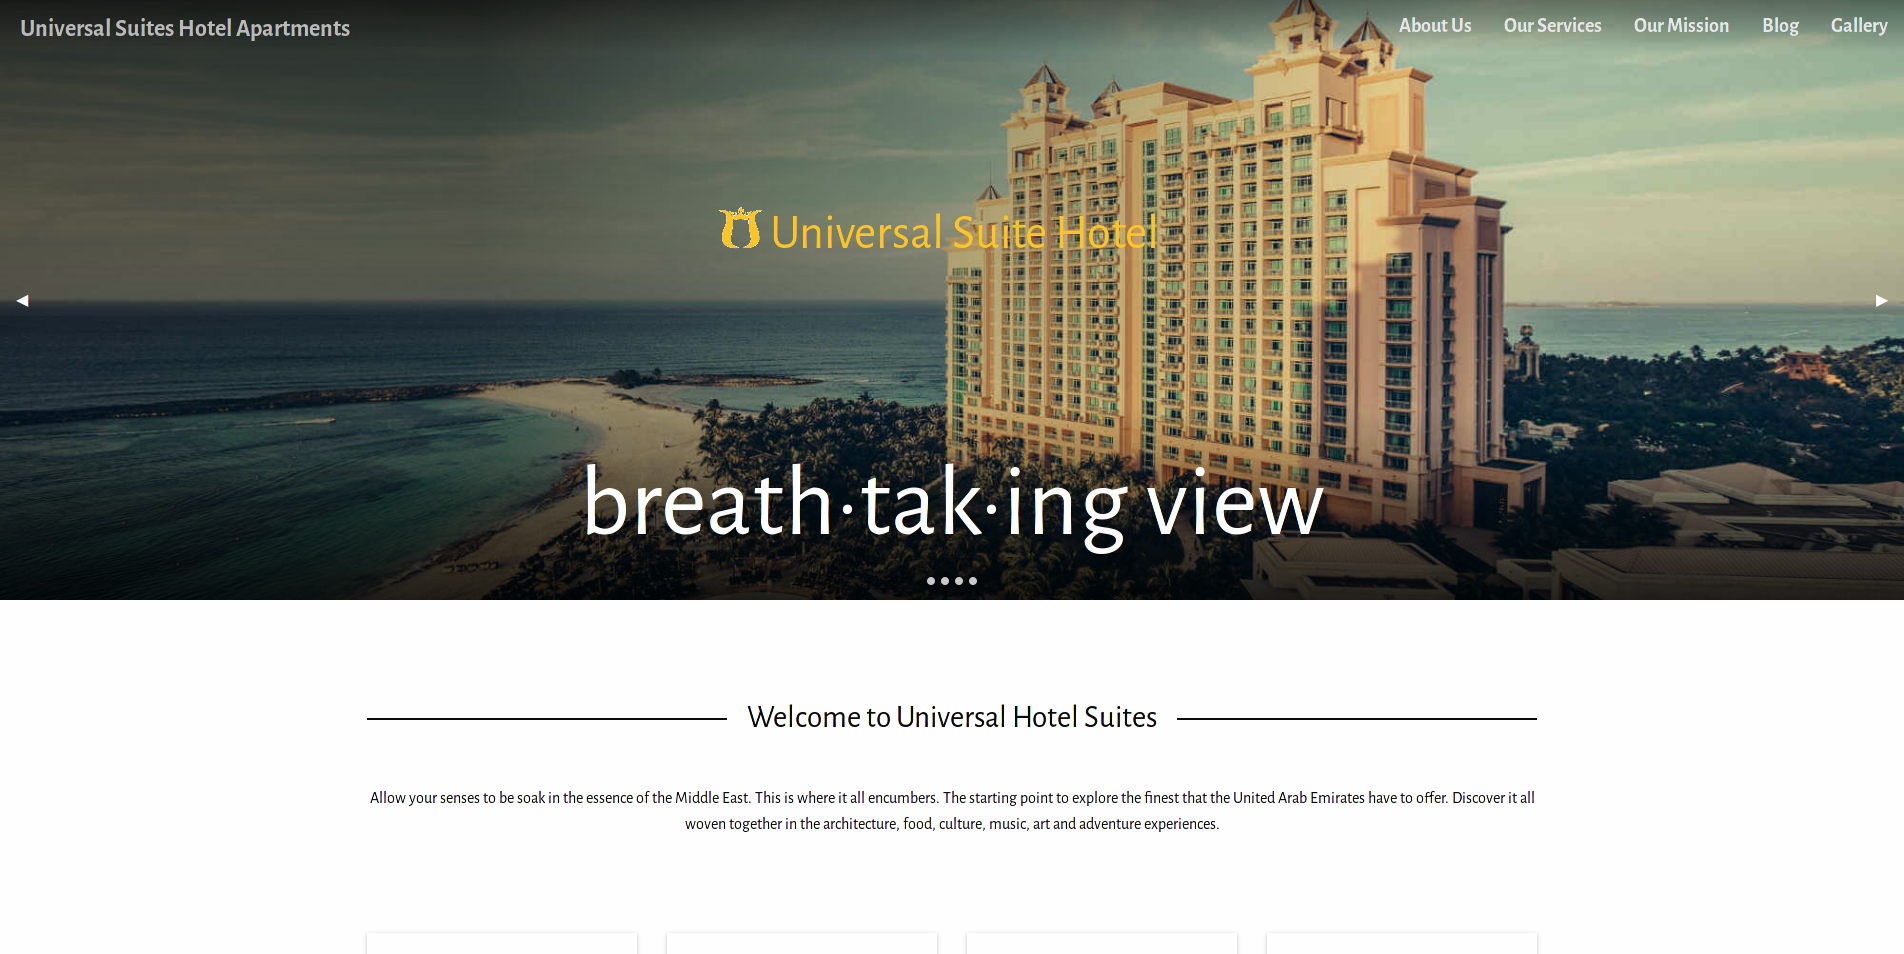 Universal Suites Hotel Apartments
About Us Our Services Our Mission Blog Gallery
Universal Suite Hotel
breath·tak·ing view
Welcome to Universal Hotel Suites
Allow your senses to be soak in the essence of the Middle East. This is where it all encumbers. The starting point to explore the finest that the United Arab Emirates have to offer. Discover it all
woven together in the architecture, food, culture, music, art and adventure experiences.